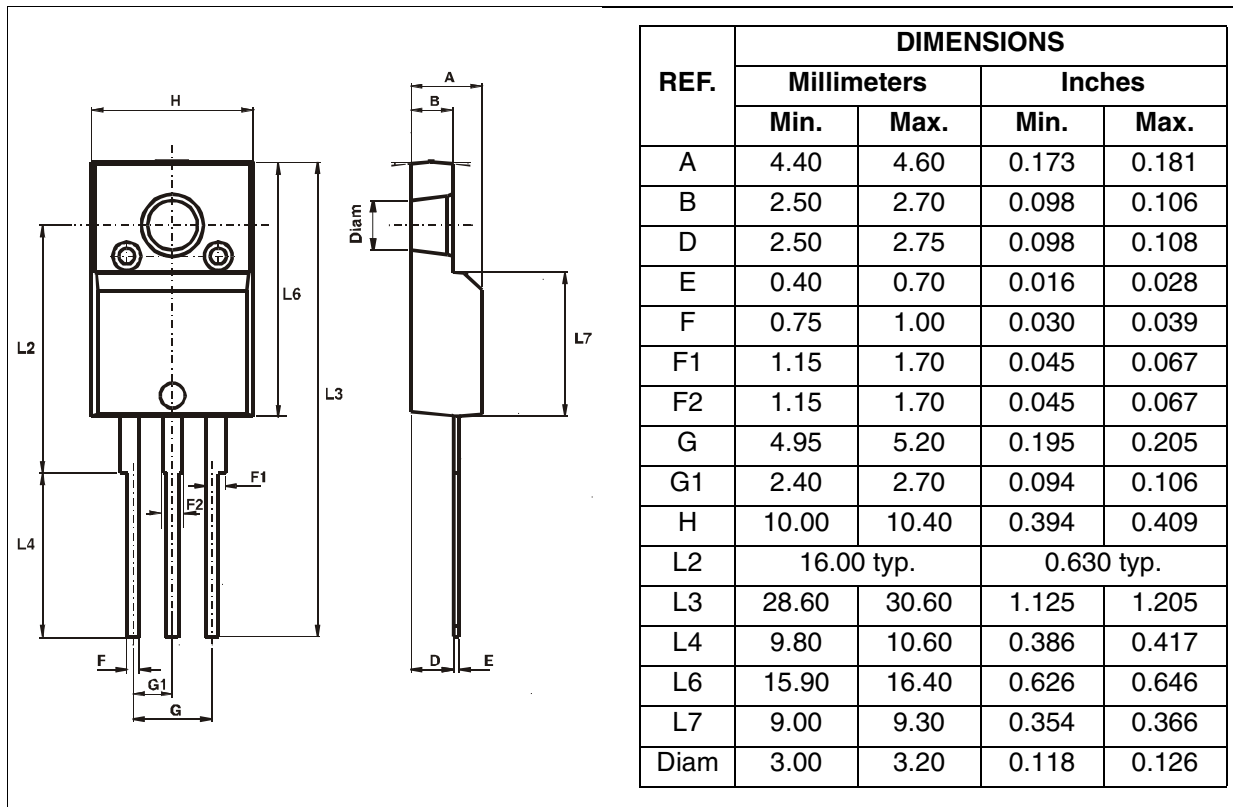 H
A
B
Diam
L6
L2
L7
L3
F1
F2
L4
F
D
E
G1
G
REF. DIMENSIONS
Millimeters Inches
Min. Max. Min. Max.
A 4.40 4.60 0.173 0.181
B 2.50 2.70 0.098 0.106
D 2.50 2.75 0.098 0.108
E 0.40 0.70 0.016 0.028
F 0.75 1.00 0.030 0.039
F1 1.15 1.70 0.045 0.067
F2 1.15 1.70 0.045 0.067
G 4.95 5.20 0.195 0.205
G1 2.40 2.70 0.094 0.106
H 10.00 10.40 0.394 0.409
L2 16.00 typ. 0.630 typ.
L3 28.60 30.60 1.125 1.205
L4 9.80 10.60 0.386 0.417
L6 15.90 16.40 0.626 0.646
L7 9.00 9.30 0.354 0.366
Diam 3.00 3.20 0.118 0.126